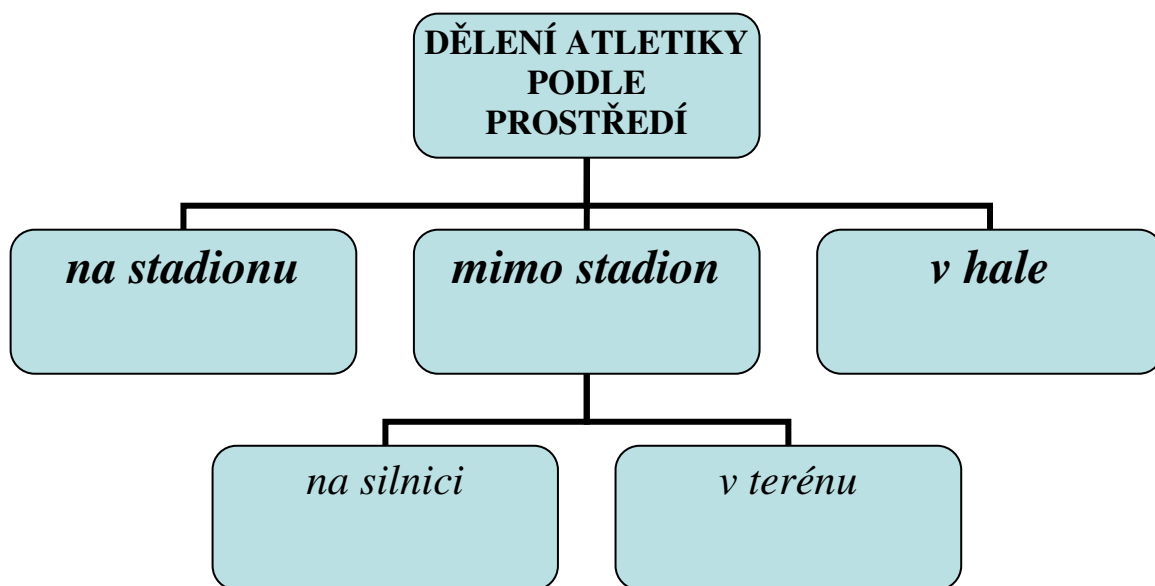 DĚLENÍ ATLETIKY
PODLE
PROSTŘEDÍ
na stadionu
mimo stadion
v hale
na silnici
v terénu